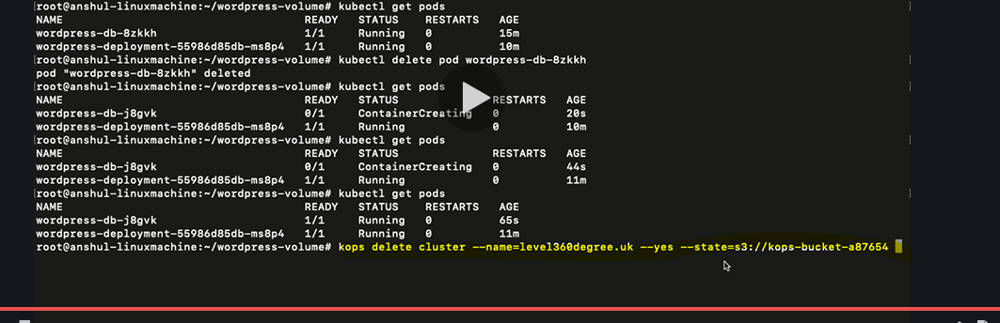 [root@anshul-linuxmachine:~/wordpress-volume# kubectl get pods ]
NAME READY STATUS RESTARTS AGE
wordpress-db-8zkkh 1/1 Running 0 15m
wordpress-deployment-55986d85db-ms8p4 1/1 Running 0 10m
[root@anshul-linuxmachine:~/wordpress-volume# kubectl delete pod wordpress-db-8zkkh ]
pod "wordpress-db-8zkkh" deleted
[root@anshul-linuxmachine:~/wordpress-volume# kubectl get pods ]
NAME READY STATUS RESTARTS AGE
wordpress-db-j8gvk 0/1 ContainerCreating 0 20s
wordpress-deployment-55986d85db-ms8p4 1/1 Running 0 10m
[root@anshul-linuxmachine:~/wordpress-volume# kubectl get pods ]
NAME READY STATUS RESTARTS AGE
wordpress-db-j8gvk 0/1 ContainerCreating 0 44s
wordpress-deployment-55986d85db-ms8p4 1/1 Running 0 11m
[root@anshul-linuxmachine:~/wordpress-volume# kubectl get pods ]
NAME READY STATUS RESTARTS AGE
wordpress-db-j8gvk 1/1 Running 0 65s
wordpress-deployment-55986d85db-ms8p4 1/1 Running 0 11m
root@anshul-linuxmachine:~/wordpress-volume# kops delete cluster --name=level360degree.uk --yes --state=s3://kops-bucket-a87654